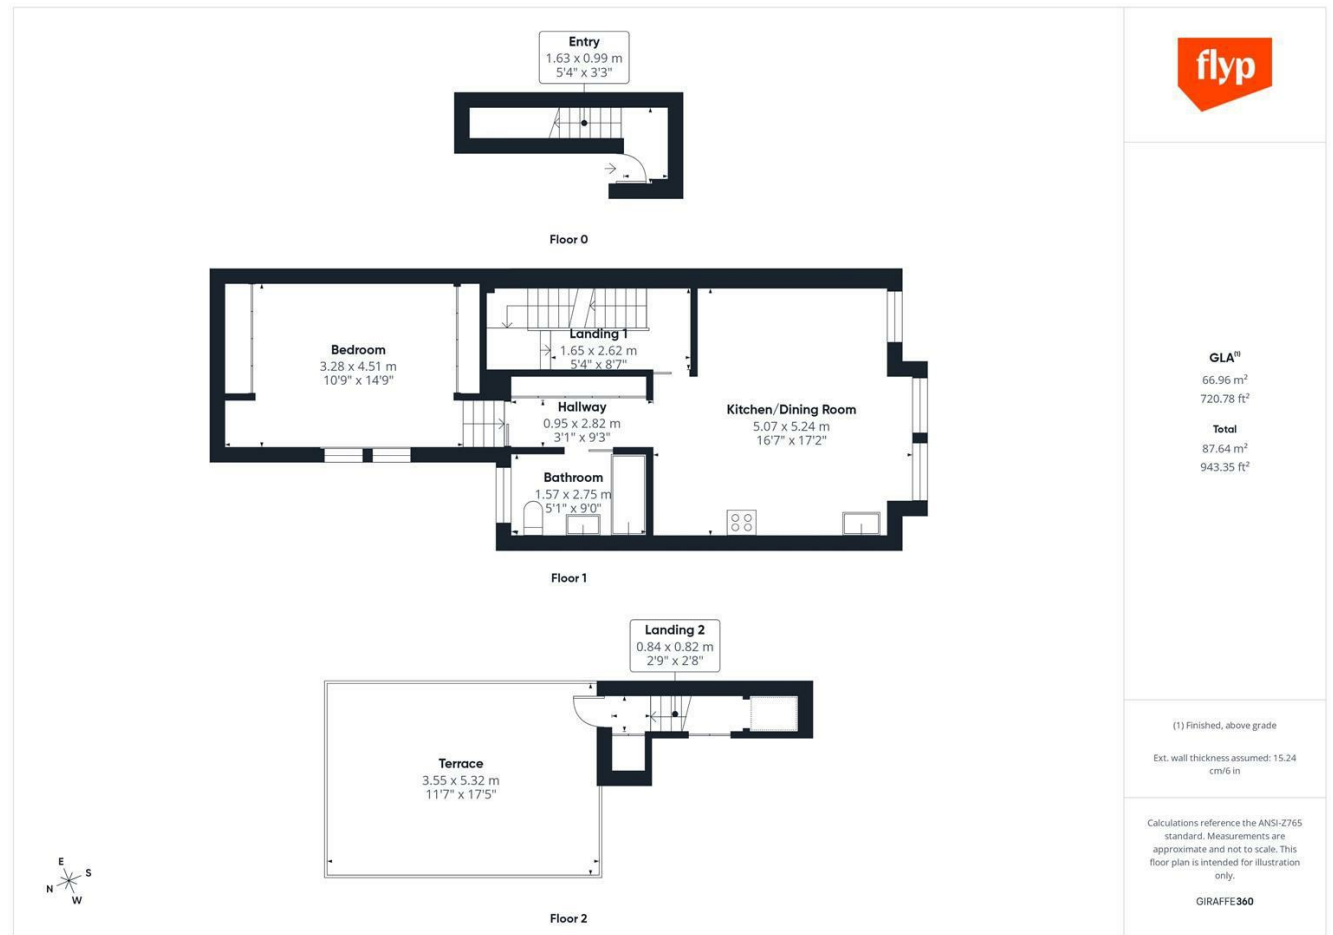 Entry
1.63 x 0.99 m
5'4" x 3'3"
Floor 0
Bedroom
3.28 x 4.51 m
10'9" x 14'9"
Landing 1
1.65 x 2.62 m
5'4" x 8'7"
Hallway
0.95 x 2.82 m
3'1" x 9'3"
Kitchen/Dining Room
5.07 x 5.24 m
16'7" x 17'2"
Bathroom
1.57 x 2.75 m
5'1" x 9'0"
Floor 1
Landing 2
0.84 x 0.82 m
2'9" x 2'8"
Terrace
3.55 x 5.32 m
11'7" x 17'5"
E
S
N
W
Floor 2
flyp
GLA⁽¹⁾
66.96 m²
720.78 ft²
Total
87.64 m²
943.35 ft²
(1) Finished, above grade
Ext. wall thickness assumed: 15.24
cm/6 in
Calculations reference the ANSI-Z765
standard. Measurements are
approximate and not to scale. This
floor plan is intended for illustration
only.
GIRAFFE360